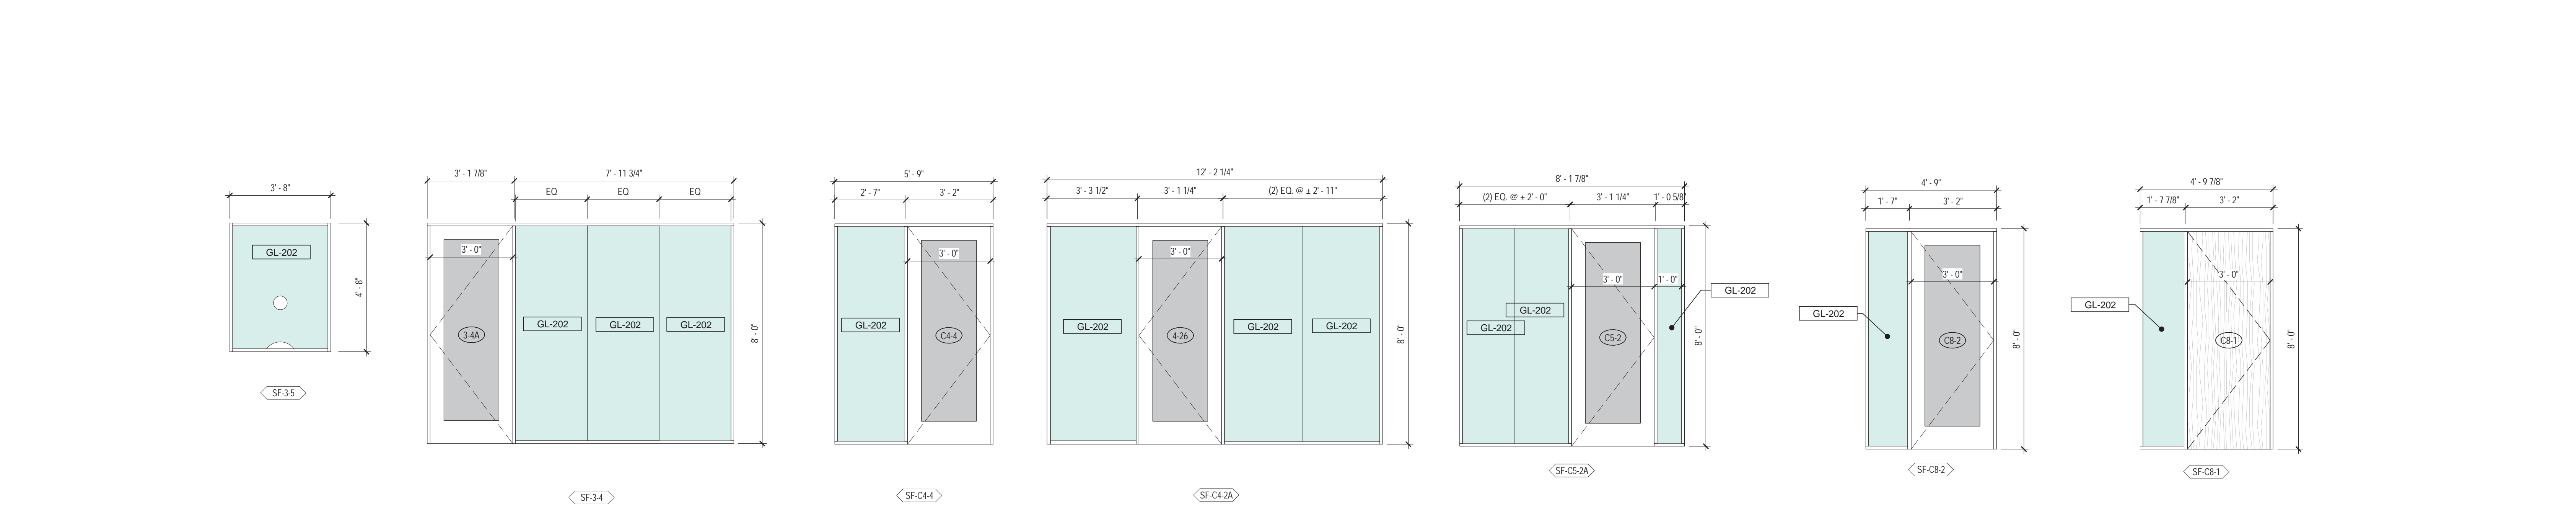 3' - 8"
GL-202
4' - 8"
SF-3-5
3' - 1 7/8"
7' - 11 3/4"
EQ
EQ
EQ
3' - 0"
3-4A
GL-202
GL-202
GL-202
8' - 0"
SF-3-4
5' - 9"
2' - 7"
3' - 2"
3' - 0"
GL-202
C4-4
SF-C4-4
12' - 2 1/4"
3' - 3 1/2"
3' - 1 1/4"
(2) EQ. @ ± 2' - 11"
3' - 0"
GL-202
4-26
GL-202
GL-202
8' - 0"
SF-C4-2A
8' - 1 7/8"
(2) EQ. @ ± 2' - 0"
3' - 1 1/4"
1' - 0 5/8"
3' - 0"
1' - 0"
GL-202
GL-202
GL-202
C5-2
8' - 0"
SF-C5-2A
4' - 9"
1' - 7"
3' - 2"
3' - 0"
GL-202
C8-2
8' - 0"
SF-C8-2
4' - 9 7/8"
1' - 7 7/8"
3' - 2"
3' - 0"
GL-202
C8-1
8' - 0"
SF-C8-1